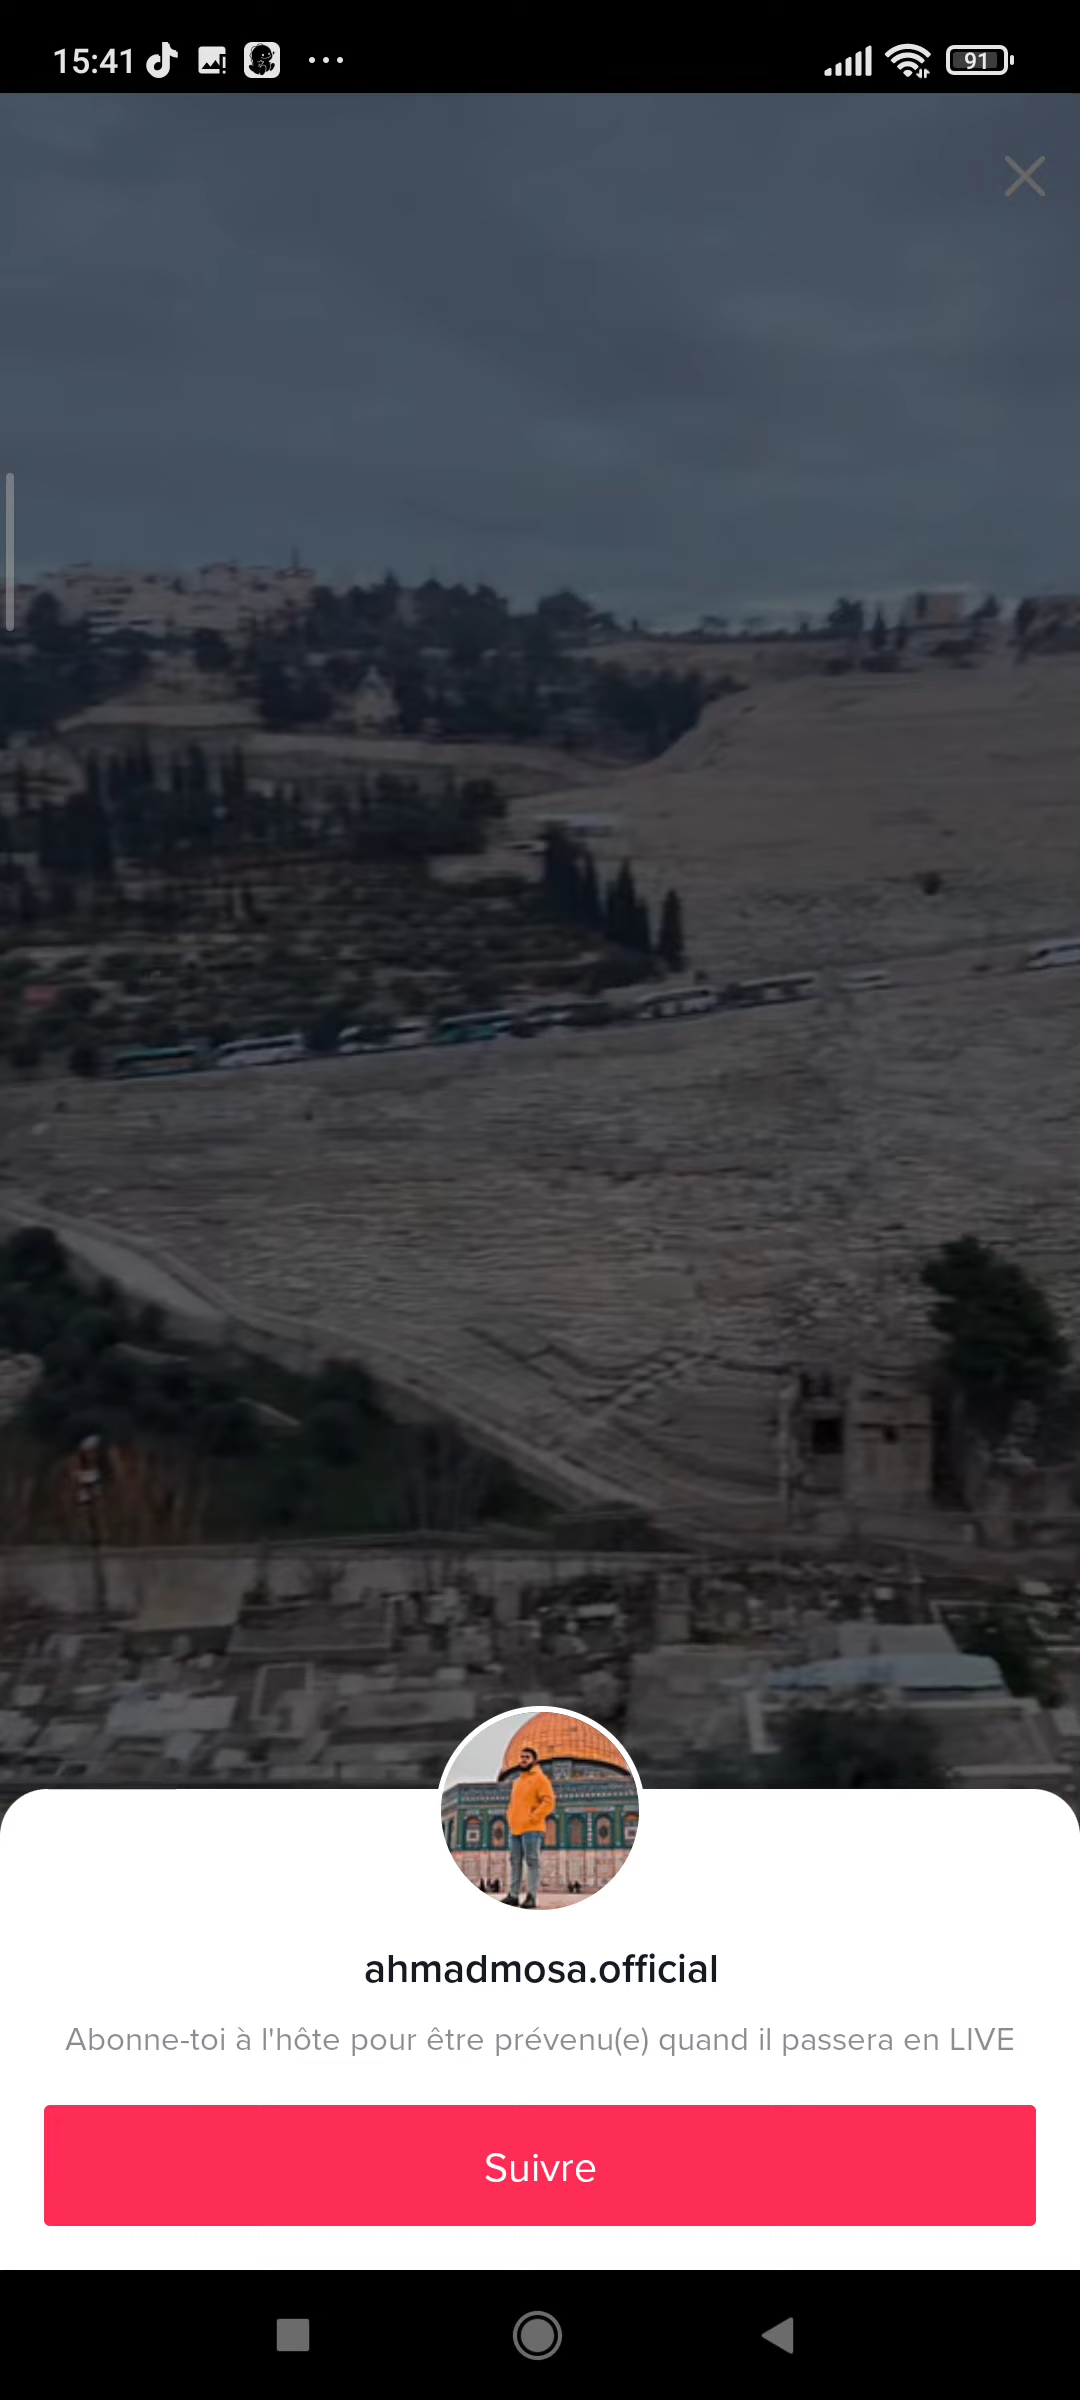 15:41
91
ahmadmosa.official
Abonne-toi à l'hôte pour être prévenu(e) quand il passera en LIVE
Suivre